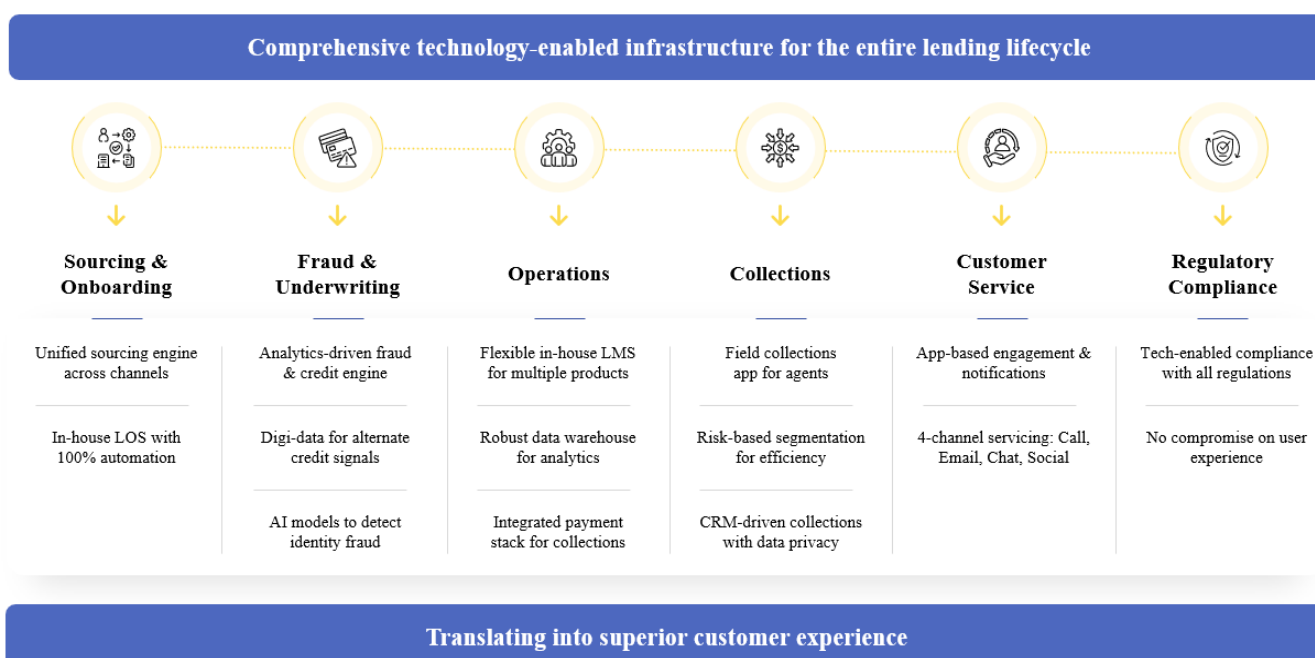 Comprehensive technology-enabled infrastructure for the entire lending lifecycle
Sourcing &
Onboarding
Unified sourcing engine
across channels
In-house LOS with
100% automation
Fraud &
Underwriting
Analytics-driven fraud
& credit engine
Digi-data for alternate
credit signals
AI models to detect
identity fraud
Operations
Flexible in-house LMS
for multiple products
Robust data warehouse
for analytics
Integrated payment
stack for collections
Collections
Field collections
app for agents
Risk-based segmentation
for efficiency
CRM-driven collections
with data privacy
Customer
Service
App-based engagement &
notifications
4-channel servicing: Call,
Email, Chat, Social
Regulatory
Compliance
Tech-enabled compliance
with all regulations
No compromise on user
experience
Translating into superior customer experience